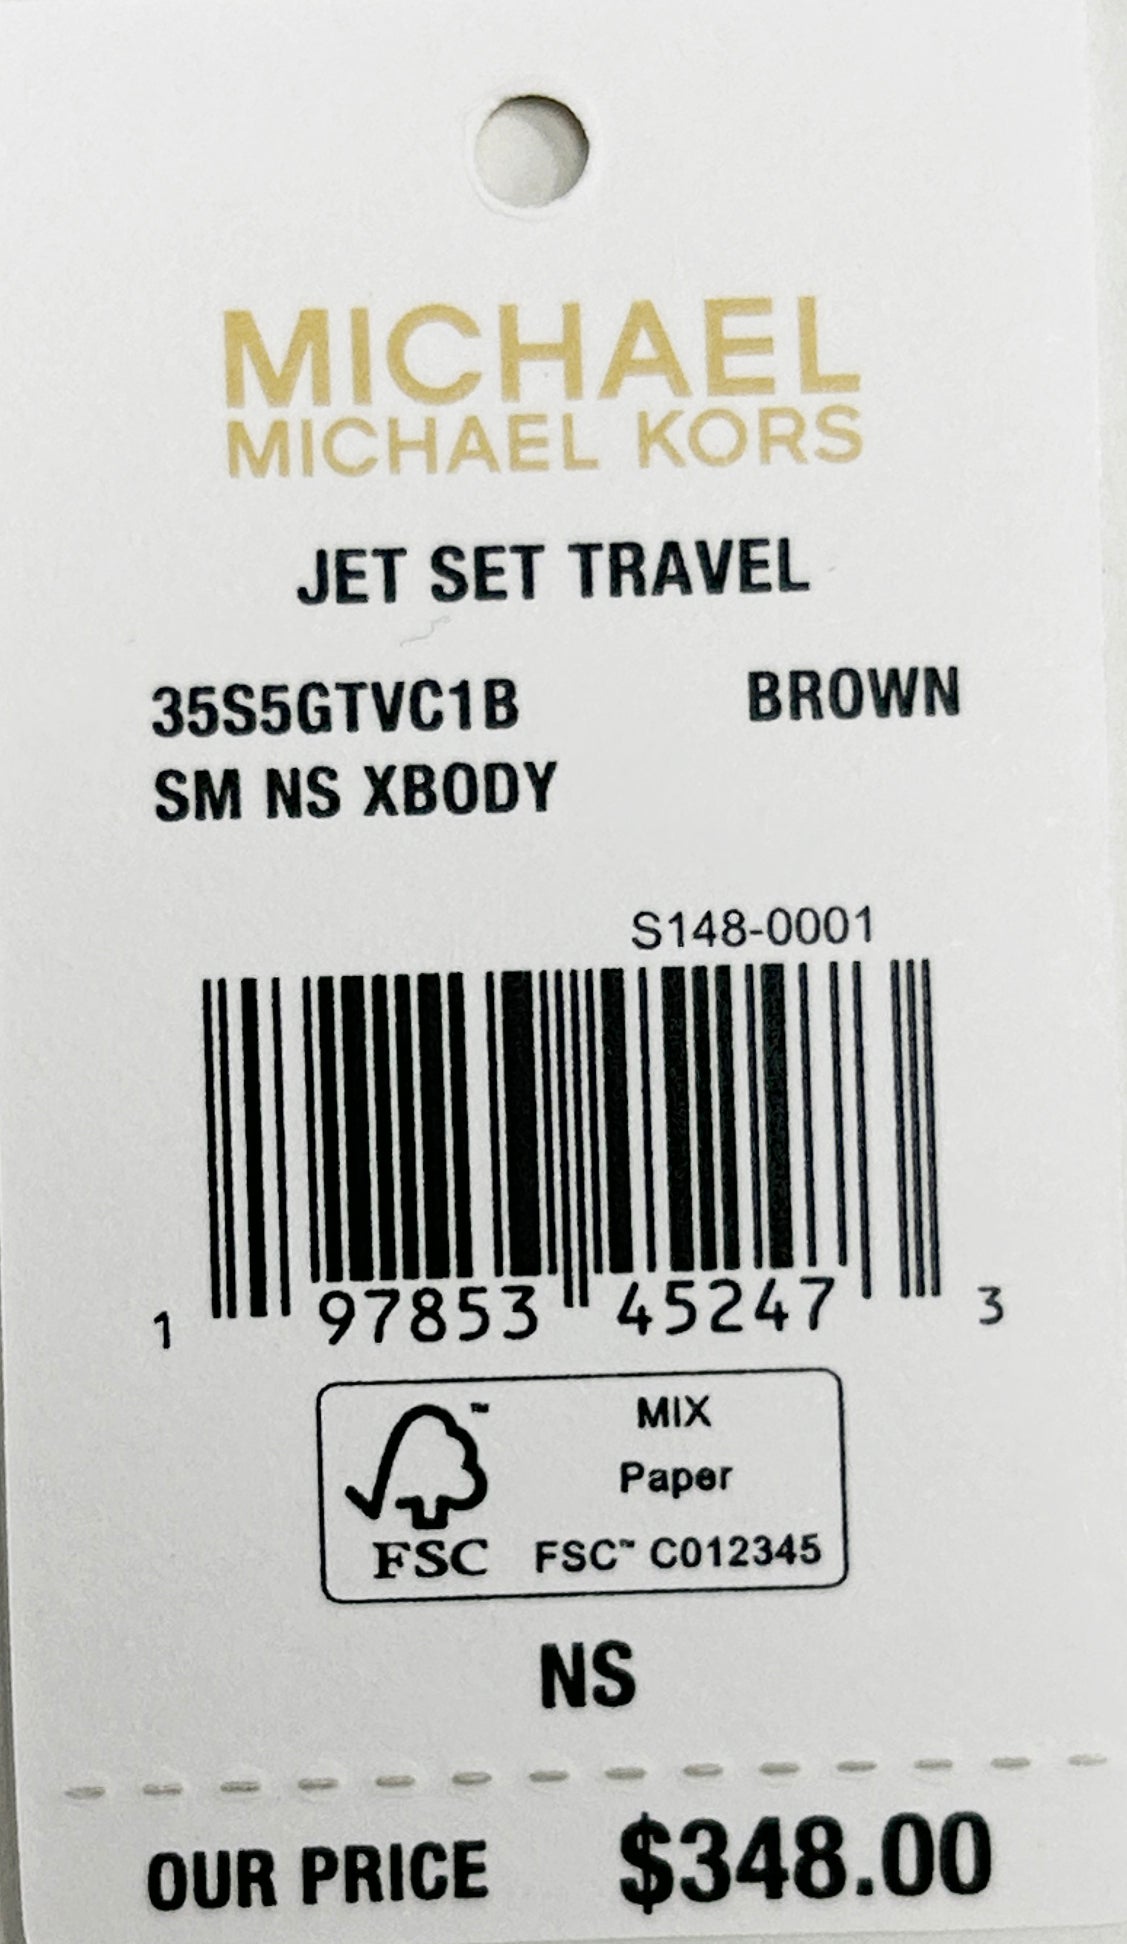 MICHAEL
MICHAEL KORS
JET SET TRAVEL
35S5GTVC1B BROWN
SM NS XBODY
S148-0001
1 97853 45247 3
™ MIX
Paper
FSC FSC™ C012345
NS
OUR PRICE $348.00